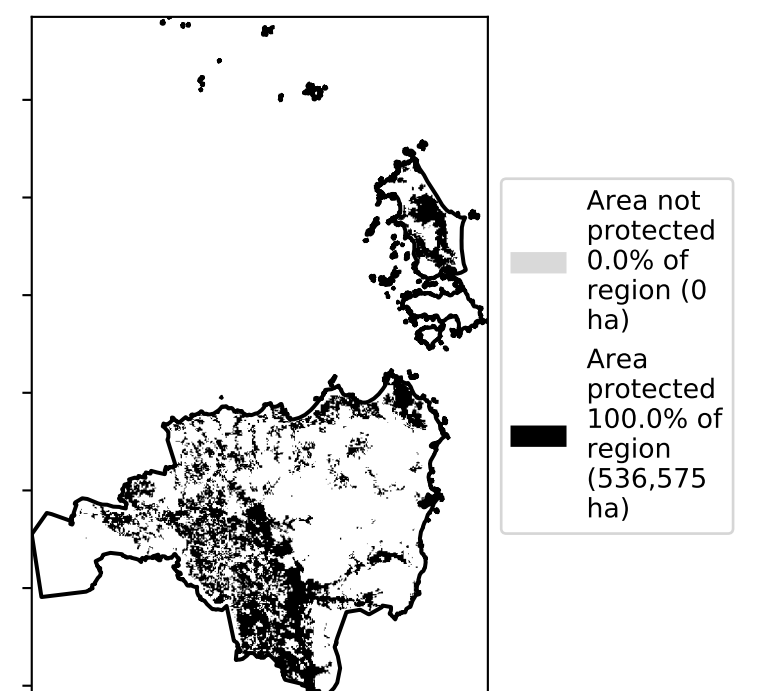 Area not
protected
0.0% of
region (0
ha)
Area
protected
100.0% of
region
(536,575
ha)